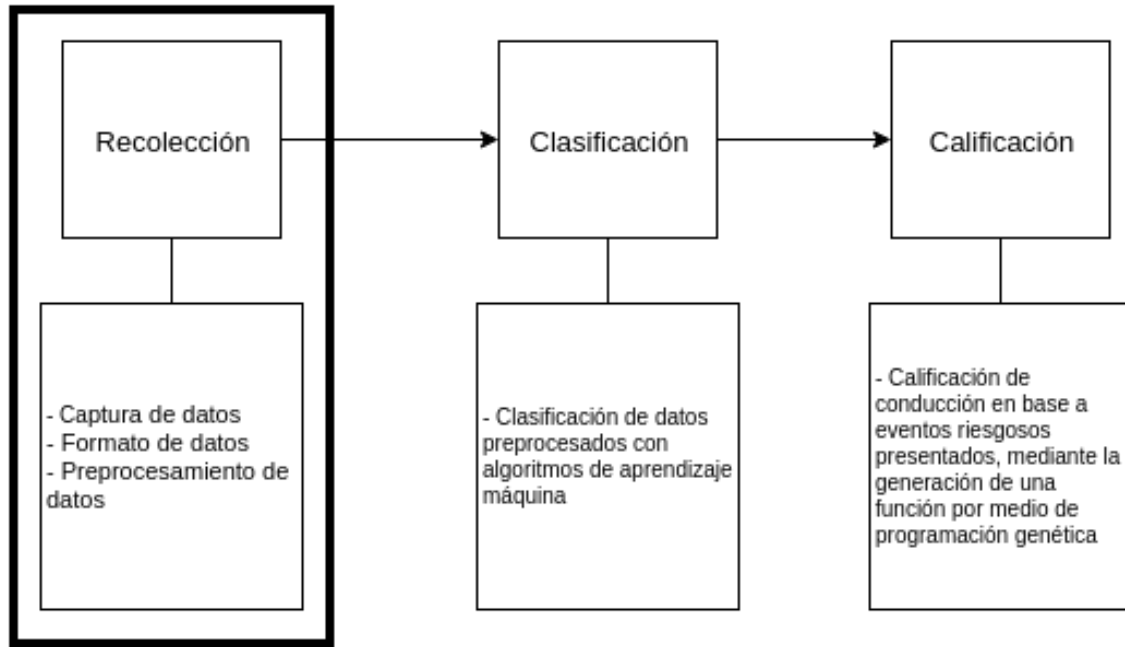 Recolección
Clasificación
Calificación
- Captura de datos
- Formato de datos
- Preprocesamiento de
datos
- Clasificación de datos
preprocesados con
algoritmos de aprendizaje
máquina
- Calificación de
conducción en base a
eventos riesgosos
presentados, mediante la
generación de una
función por medio de
programación genética